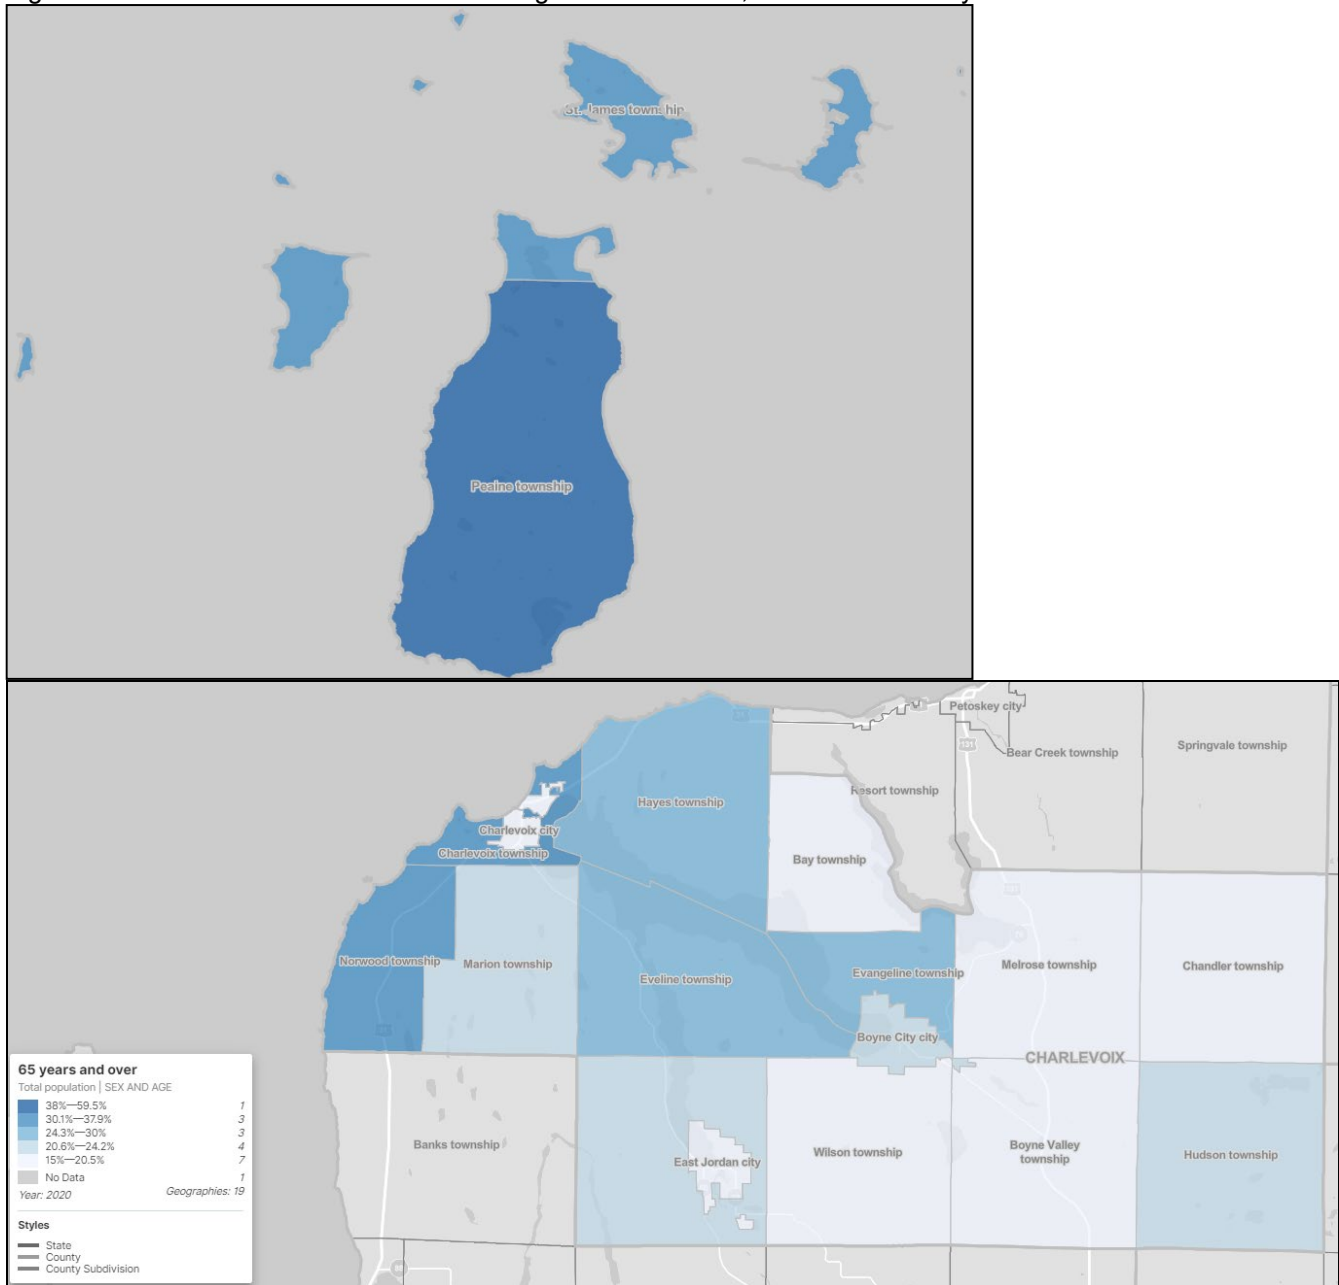 St. James township
Peaine township
Petoskey city
Bear Creek township
Springvale township
Resort township
Hayes township
Charlevoix city
Charlevoix township
Bay township
Norwood township
Marion township
Eveline township
Evangeline township
Melrose township
Chandler township
Boyne City city
CHARLEVOIX
Banks township
East Jordan city
Wilson township
Boyne Valley
township
Hudson township
65 years and over
Total population | SEX AND AGE
38%—59.5% 1
30.1%—37.9% 3
24.3%—30% 3
20.6%—24.2% 4
15%—20.5% 7
No Data 1
Year: 2020 Geographies: 19
Styles
State
County
County Subdivision